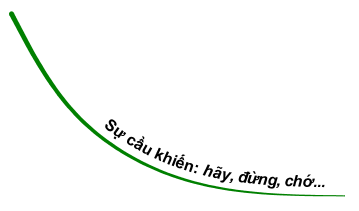 Sự cầu khiến: hãy, đừng, chớ...